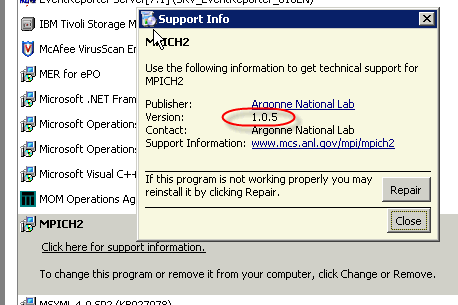 EventReporter Server[7.1] (SRV_EventReporter_616EN)
Support Info
IBM Tivoli Storage M
MPICH2
McAfee VirusScan Er
Use the following information to get technical support for
MPICH2
MER for ePO
Microsoft .NET Fram
Publisher: Argonne National Lab
Version: 1.0.5
Microsoft Operation
Contact: Argonne National Lab
Support Information: www.mcs.anl.gov/mpi/mpich2
Microsoft Operation
Microsoft Visual C++
If this program is not working properly you may
reinstall it by clicking Repair.
Repair
MOM Operations Ag
Close
MPICH2
Click here for support information.
To change this program or remove it from your computer, click Change or Remove.
MSXML 4.0 SP2 (KB927978)